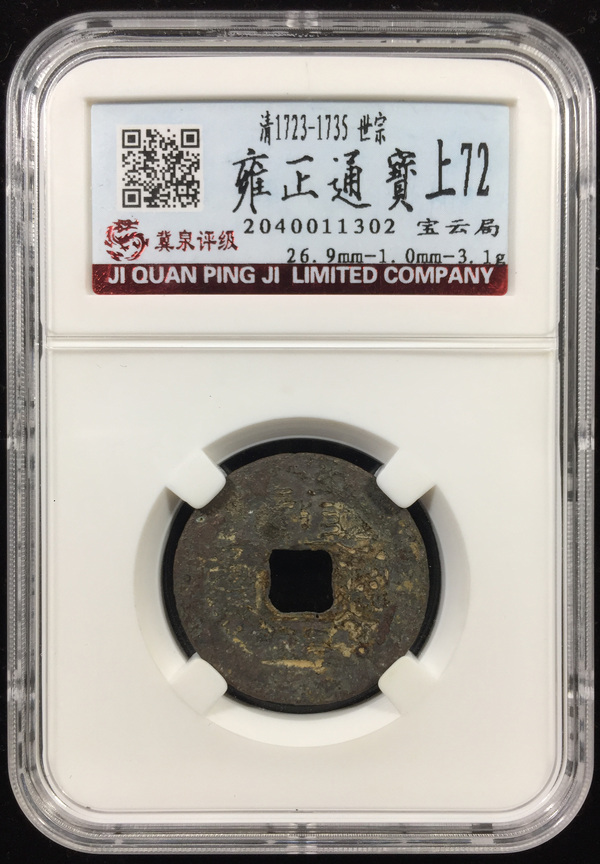 清1723-1735 世宗
雍正通寳 上72
2040011302 宝云局
冀泉评级
26.9mm-1.0mm-3.1g
JI QUAN PING JI LIMITED COMPANY